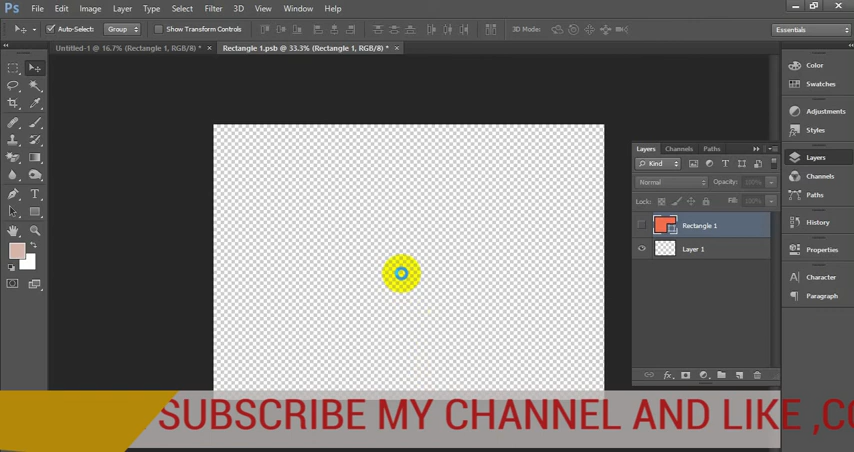 Ps File Edit Image Layer Type Select Filter 3D View Window Help
Auto-Select: Group Show Transform Controls 3D Mode: Essentials
Untitled-1 @ 16.7% (Rectangle 1, RGB/8) * × Rectangle 1.psb @ 33.3% (Rectangle 1, RGB/8) * ×
Color
Swatches
Adjustments
Styles
Layers
Channels
Paths
History
Properties
Character
Paragraph
Layers Channels Paths
Kind
Normal Opacity: 100%
Lock: Fill: 100%
Rectangle 1
Layer 1
fx
SUBSCRIBE MY CHANNEL AND LIKE ,CO